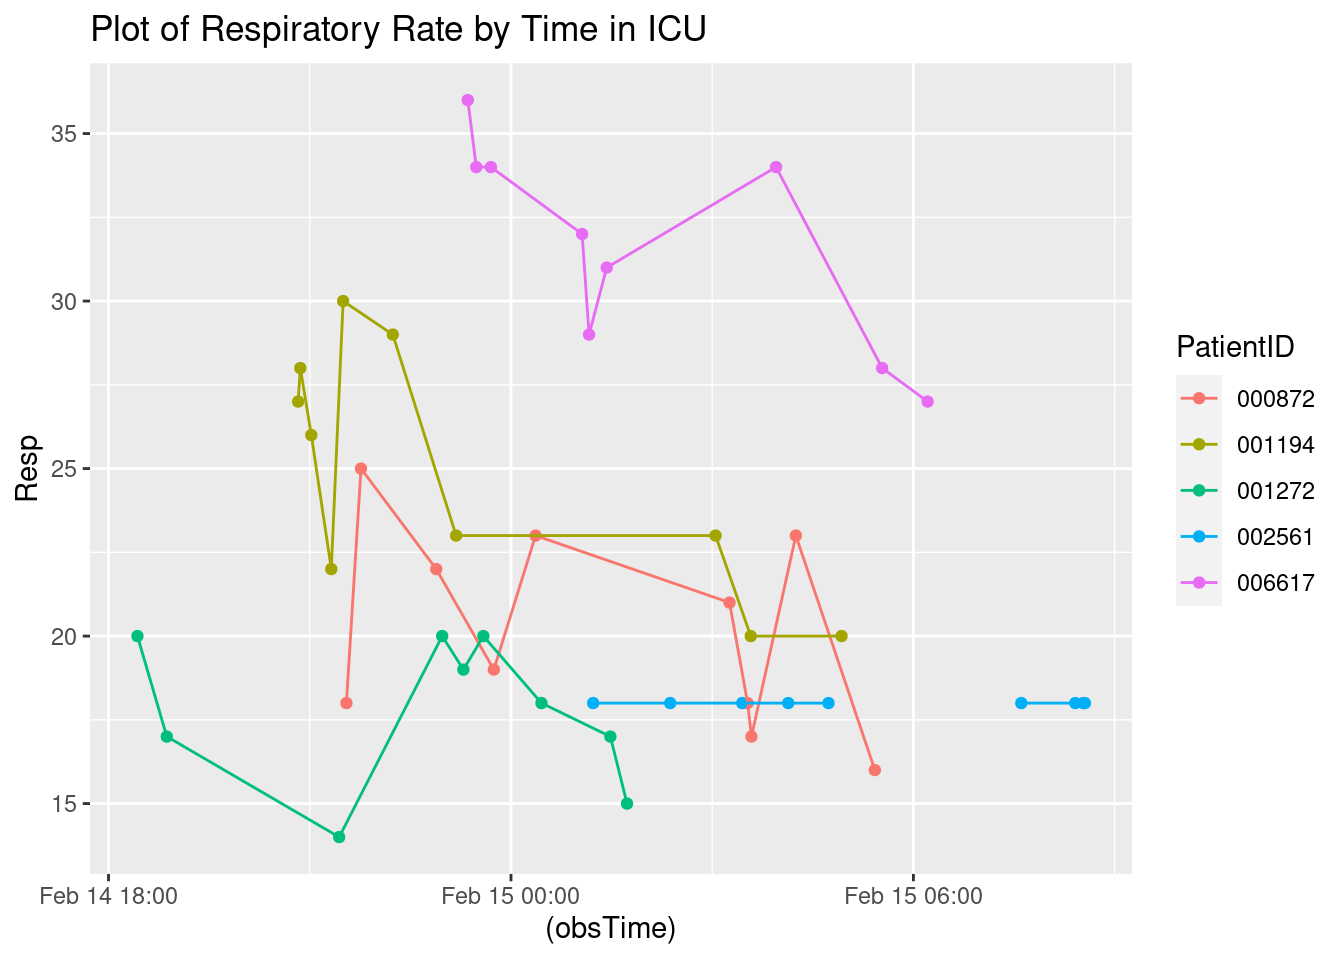 Plot of Respiratory Rate by Time in ICU
Resp
35
30
25
20
15
Feb 14 18:00
Feb 15 00:00
Feb 15 06:00
(obsTime)
PatientID
000872
001194
001272
002561
006617